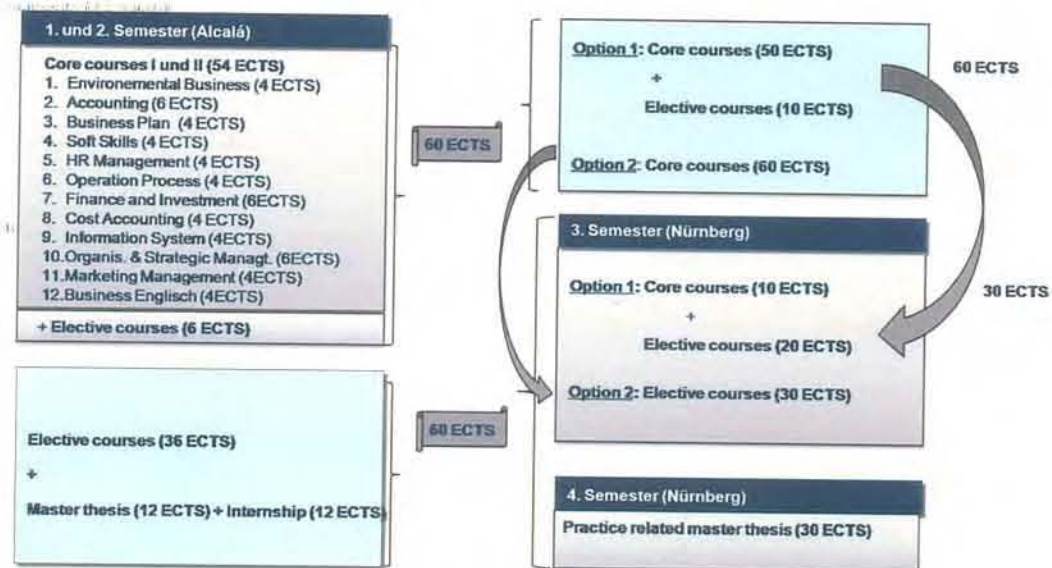 1. und 2. Semester (Alcalá)
Core courses I und II (54 ECTS)
1. Environemental Business (4 ECTS)
2. Accounting (6 ECTS)
3. Business Plan (4 ECTS)
4. Soft Skills (4 ECTS)
5. HR Management (4 ECTS)
6. Operation Process (4 ECTS)
7. Finance and Investment (6ECTS)
8. Cost Accounting (4 ECTS)
9. Information System (4ECTS)
10.Organis. & Strategic Managt. (6ECTS)
11.Marketing Management (4ECTS)
12.Business Englisch (4ECTS)
+ Elective courses (6 ECTS)
60 ECTS
Option 1: Core courses (50 ECTS)
+
Elective courses (10 ECTS)
Option 2: Core courses (60 ECTS)
60 ECTS
3. Semester (Nürnberg)
Option 1: Core courses (10 ECTS)
+
Elective courses (20 ECTS)
Option 2: Elective courses (30 ECTS)
30 ECTS
Elective courses (36 ECTS)
+
Master thesis (12 ECTS) + Internship (12 ECTS)
60 ECTS
4. Semester (Nürnberg)
Practice related master thesis (30 ECTS)